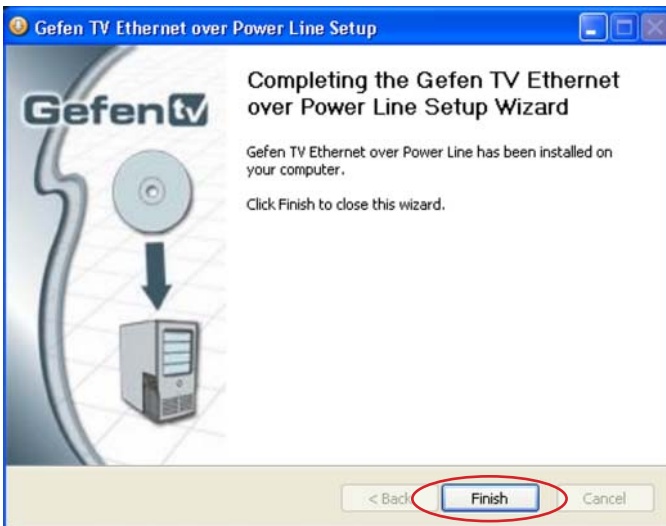 Gefen TV Ethernet over Power Line Setup
Gefen tv
Completing the Gefen TV Ethernet
over Power Line Setup Wizard
Gefen TV Ethernet over Power Line has been installed on
your computer.
Click Finish to close this wizard.
< Back
Finish
Cancel